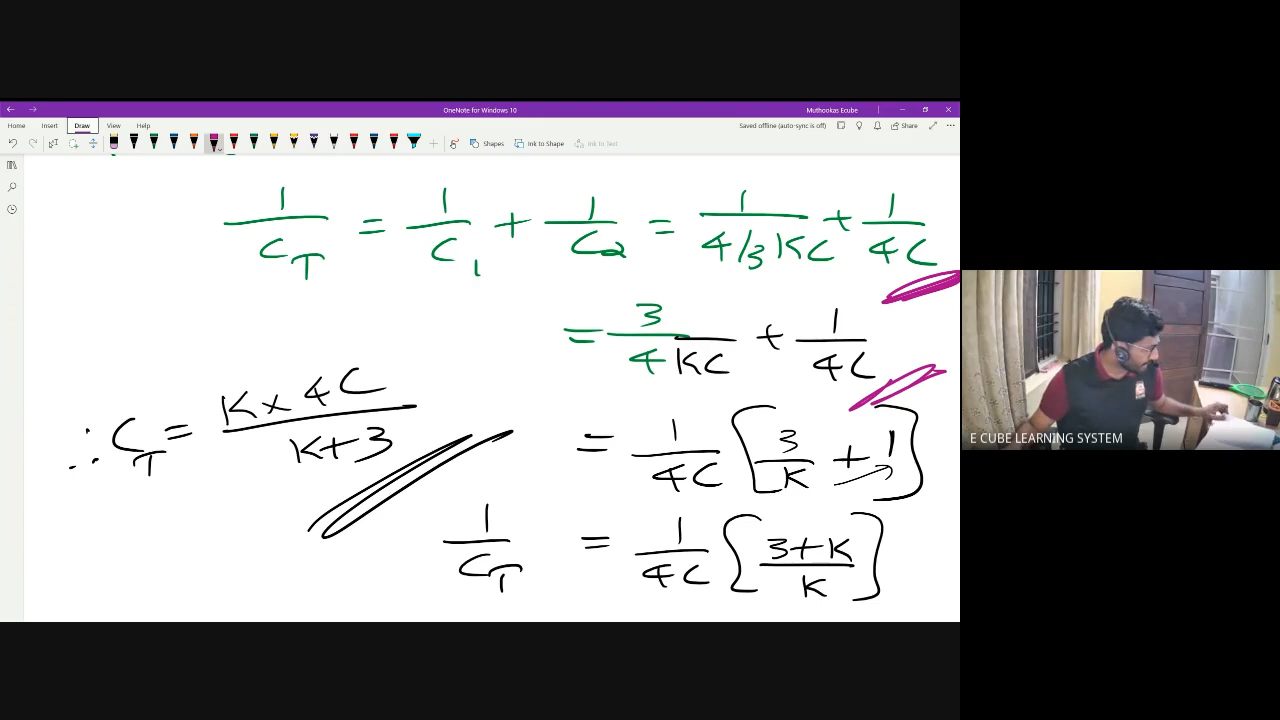 OneNote for Windows 10
Muthookas Ecube
Home Insert Draw View Help
Saved offline (auto-sync is off)
Share
Shapes
Ink to Shape
Ink to Text
1/C_T = 1/C_1 + 1/C_2 = 1/(4/3 KC) + 1/(4C)
= 3/(4KC) + 1/(4C)
= 1/(4C) [3/K + 1]
1/C_T = 1/(4C) [(3+K)/K]
∴ C_T = (K × 4C)/(K+3)
E CUBE LEARNING SYSTEM